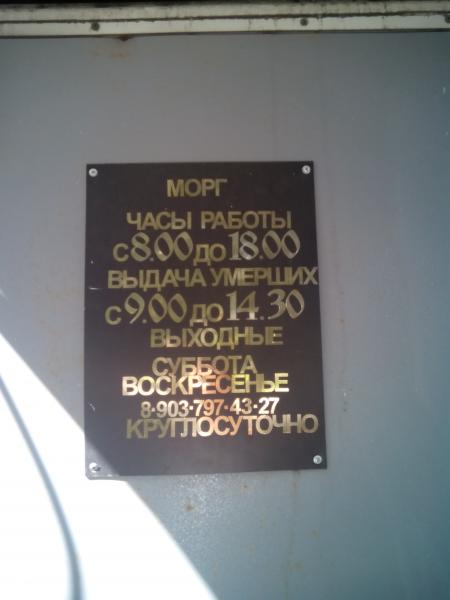 МОРГ
ЧАСЫ РАБОТЫ
С 8.00 ДО 18.00
ВЫДАЧА УМЕРШИХ
С 9.00 ДО 14.30
ВЫХОДНЫЕ
СУББОТА
ВОСКРЕСЕНЬЕ
8-903-797-43-27
КРУГЛОСУТОЧНО